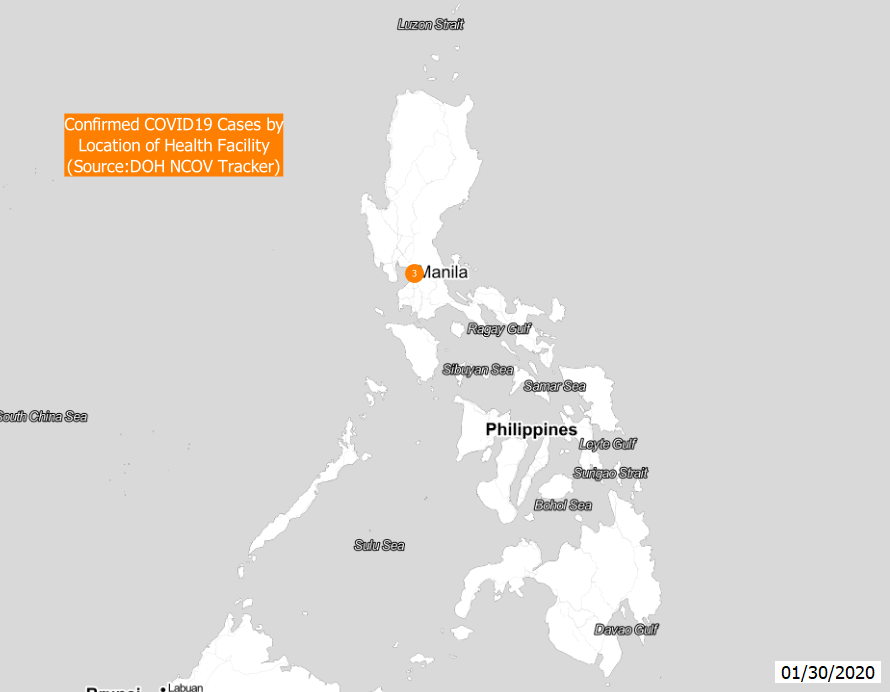 Luzon Strait
Confirmed COVID19 Cases by
Location of Health Facility
(Source:DOH NCOV Tracker)
3
Manila
Ragay Gulf
Sibuyan Sea
Samar Sea
South China Sea
Philippines
Leyte Gulf
Surigao Strait
Bohol Sea
Sulu Sea
Davao Gulf
01/30/2020
Brunei
Labuan